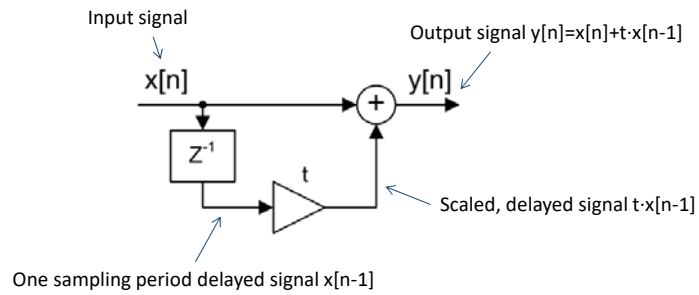 Input signal
Output signal y[n]=x[n]+t·x[n-1]
x[n]
y[n]
+
Z⁻¹
t
Scaled, delayed signal t·x[n-1]
One sampling period delayed signal x[n-1]